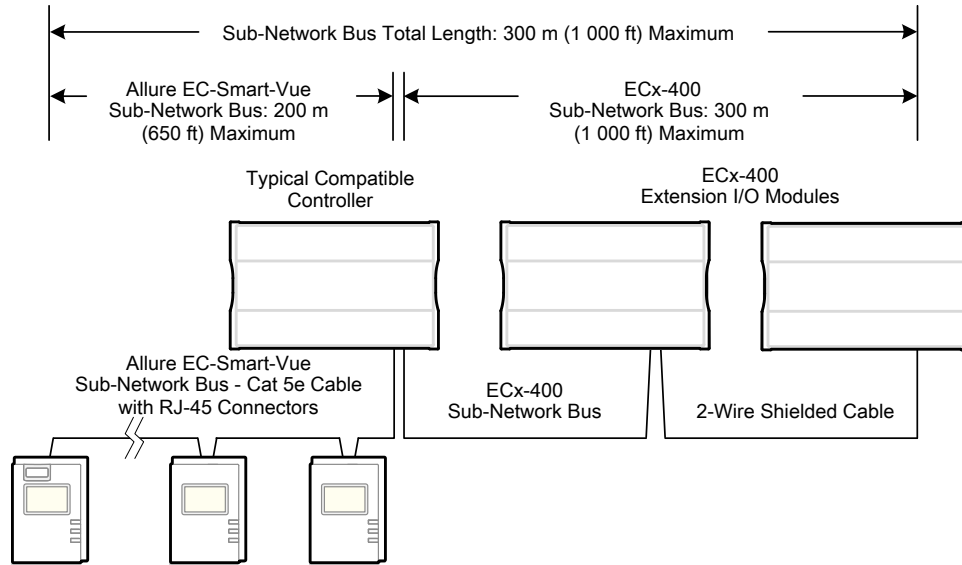 Sub-Network Bus Total Length: 300 m (1 000 ft) Maximum
Allure EC-Smart-Vue
Sub-Network Bus: 200 m
(650 ft) Maximum
ECx-400
Sub-Network Bus: 300 m
(1 000 ft) Maximum
Typical Compatible
Controller
ECx-400
Extension I/O Modules
Allure EC-Smart-Vue
Sub-Network Bus - Cat 5e Cable
with RJ-45 Connectors
ECx-400
Sub-Network Bus
2-Wire Shielded Cable